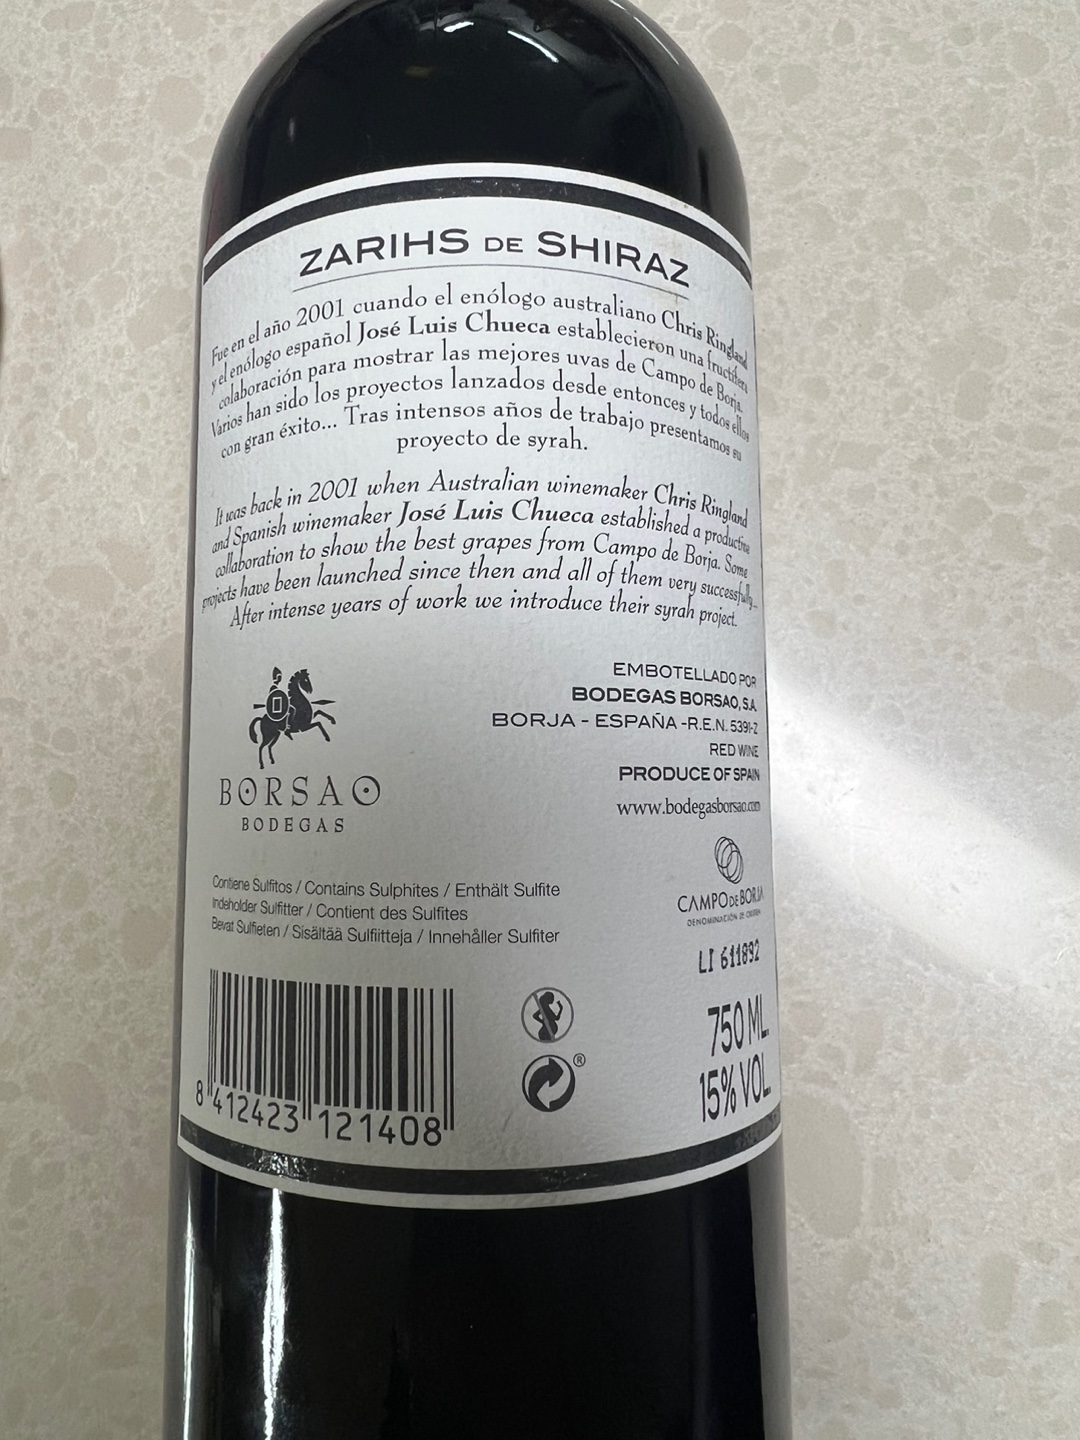 ZARIHS DE SHIRAZ
Fue en el año 2001 cuando el enólogo australiano Chris Ringland
y el enólogo español José Luis Chueca establecieron una fructífera
colaboración para mostrar las mejores uvas de Campo de Borja.
Varios han sido los proyectos lanzados desde entonces y todos ellos
con gran éxito... Tras intensos años de trabajo presentamos su
proyecto de syrah.
It was back in 2001 when Australian winemaker Chris Ringland
and Spanish winemaker José Luis Chueca established a productive
collaboration to show the best grapes from Campo de Borja. Some
projects have been launched since then and all of them very successfully...
After intense years of work we introduce their syrah project.
EMBOTELLADO POR
BODEGAS BORSAO, S.A.
BORJA - ESPAÑA -R.E.N. 5391-Z
RED WINE
PRODUCE OF SPAIN
www.bodegasborsao.com
BORSAO
BODEGAS
CAMPO DE BORJA
DENOMINACIÓN DE ORIGEN
Contiene Sulfitos / Contains Sulphites / Enthält Sulfite
Indeholder Sulfitter / Contient des Sulfites
Bevat Sulfieten / Sisältää Sulfiitteja / Innehåller Sulfiter
LI 611892
750 ML.
15% VOL.
®
8 412423 121408